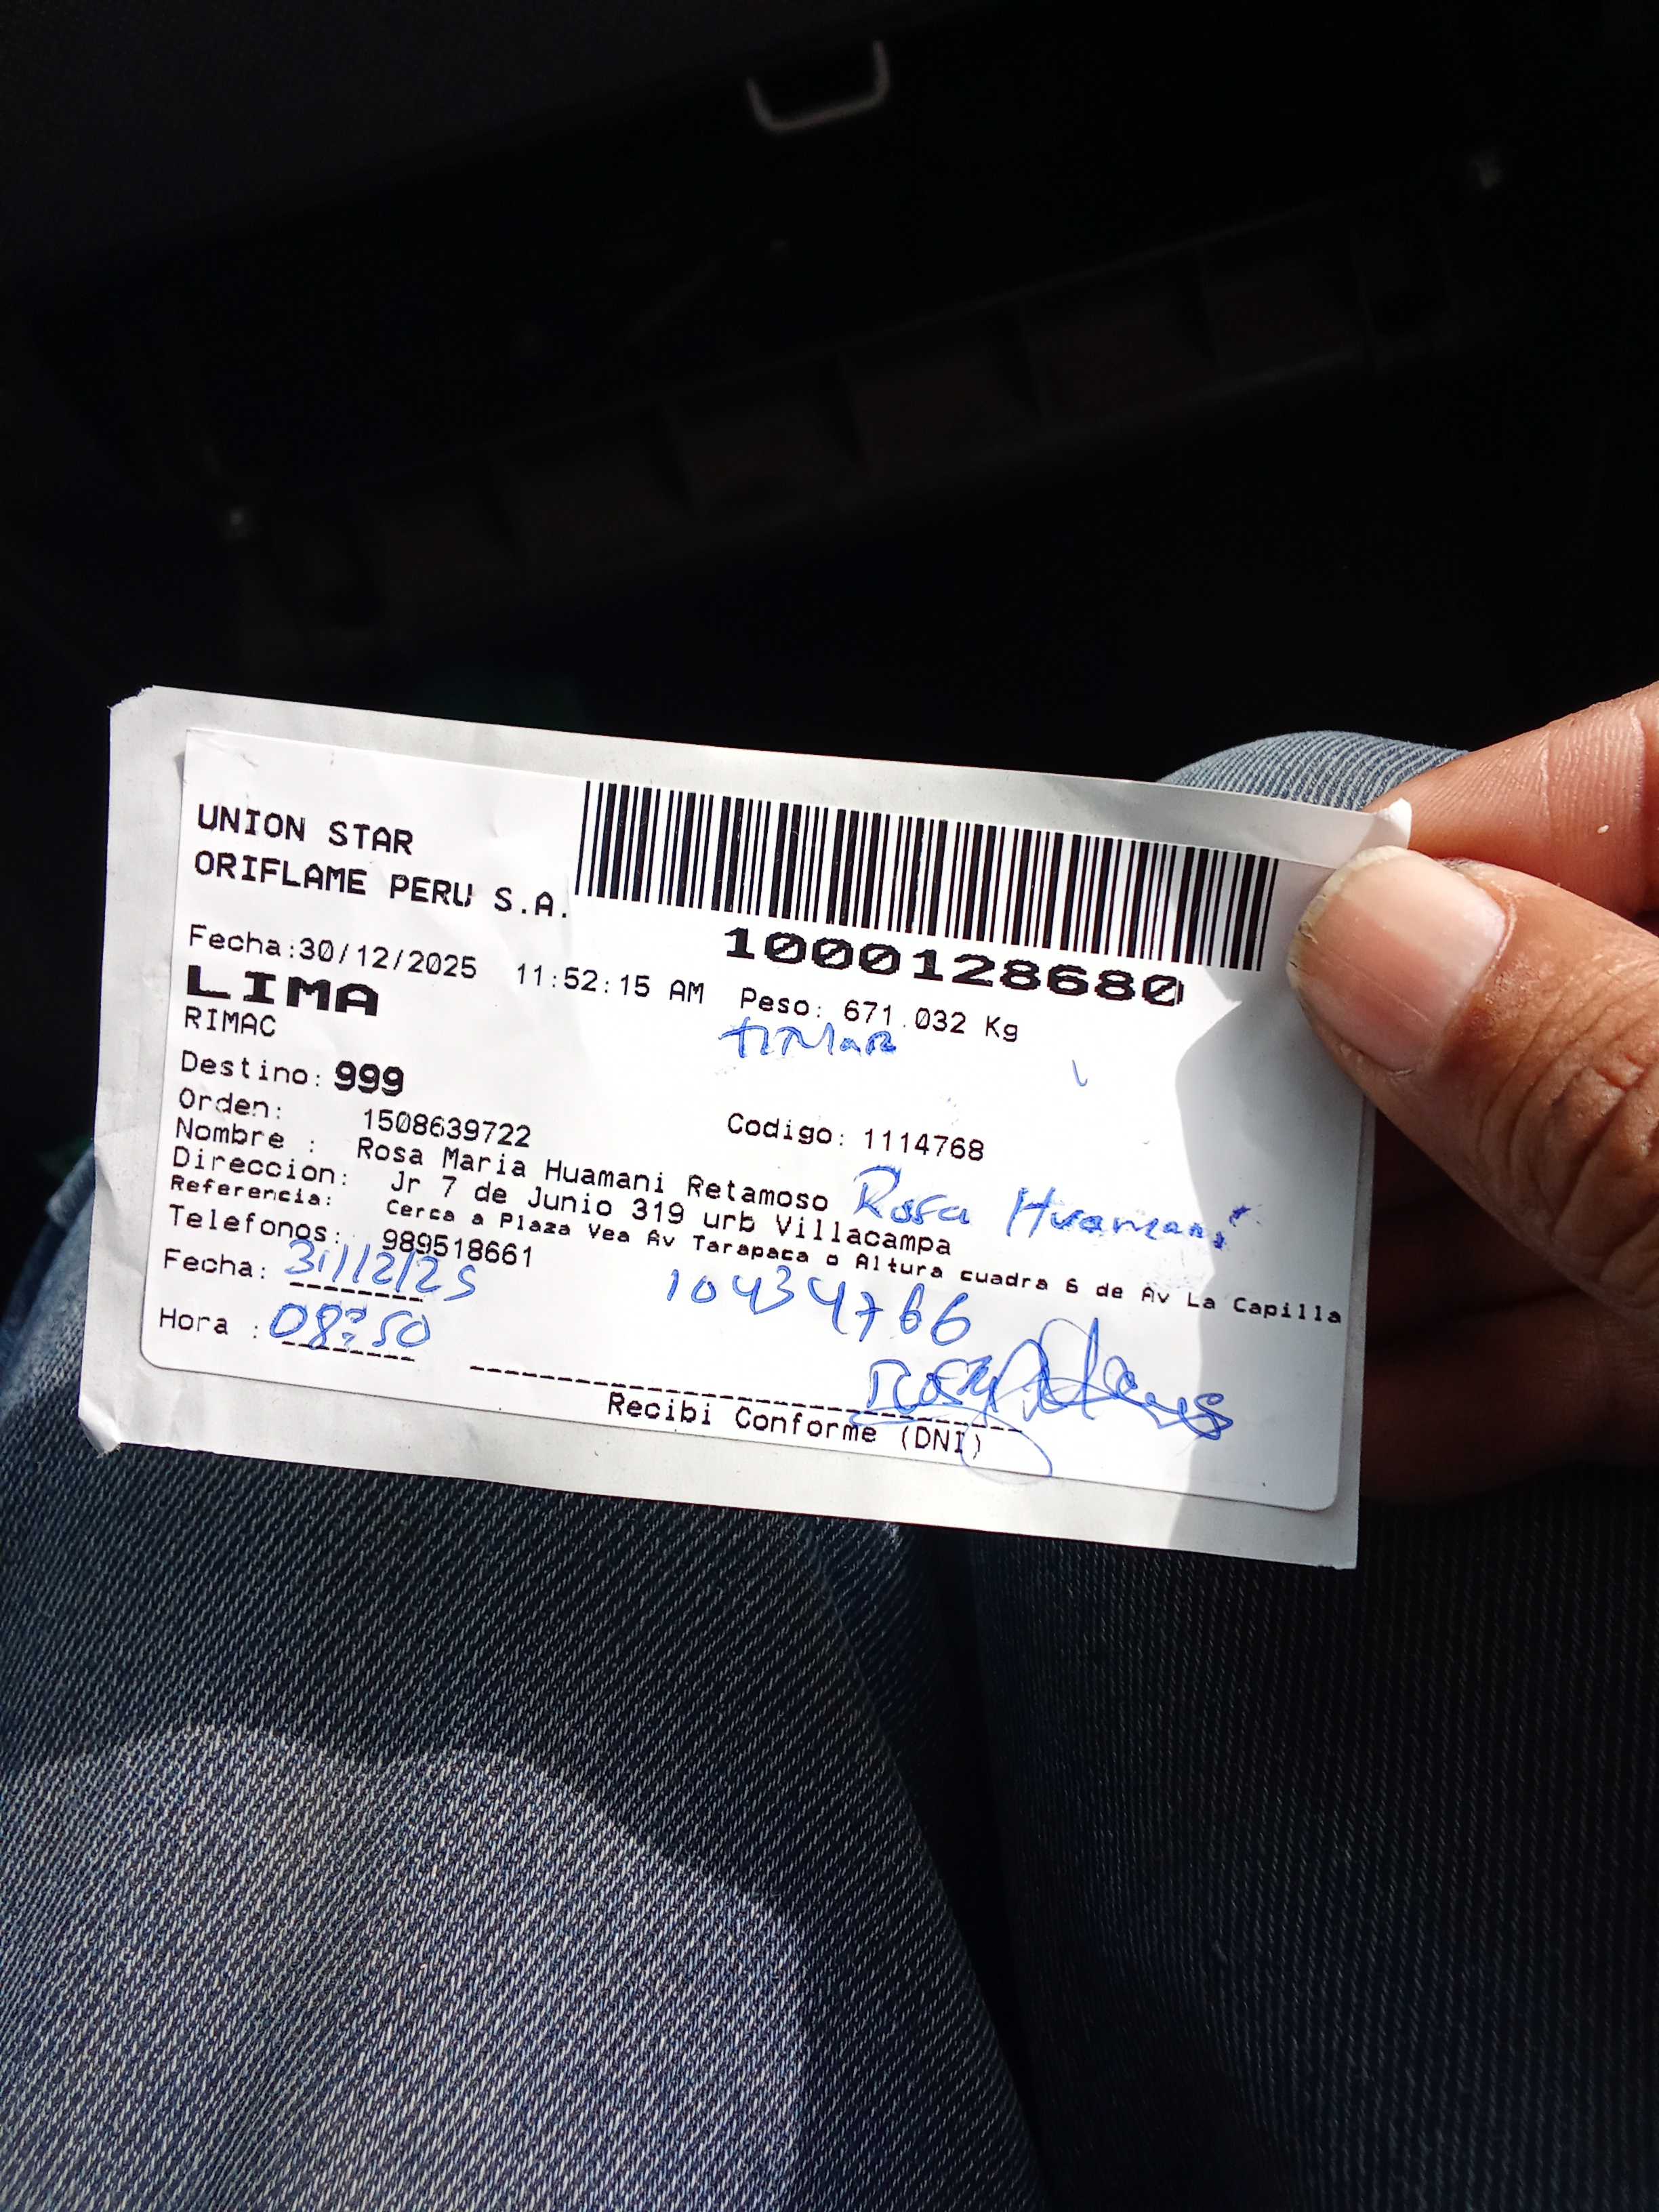 UNION STAR
ORIFLAME PERU S.A.
1000128680
Fecha:30/12/2025 11:52:15 AM Peso: 671.032 Kg
LIMA
RIMAC
Destino: 999
Orden: 1508639722 Codigo: 1114768
Nombre : Rosa Maria Huamani Retamoso Rosa Huamani
Direccion: Jr 7 de Junio 319 urb Villacampa
Referencia: Cerca a Plaza Vea Av Tarapaca o Altura cuadra 6 de Av La Capilla
Telefonos: 989518661
Fecha: 31/12/25 10434766
Hora : 08:50
Recibi Conforme (DNI)